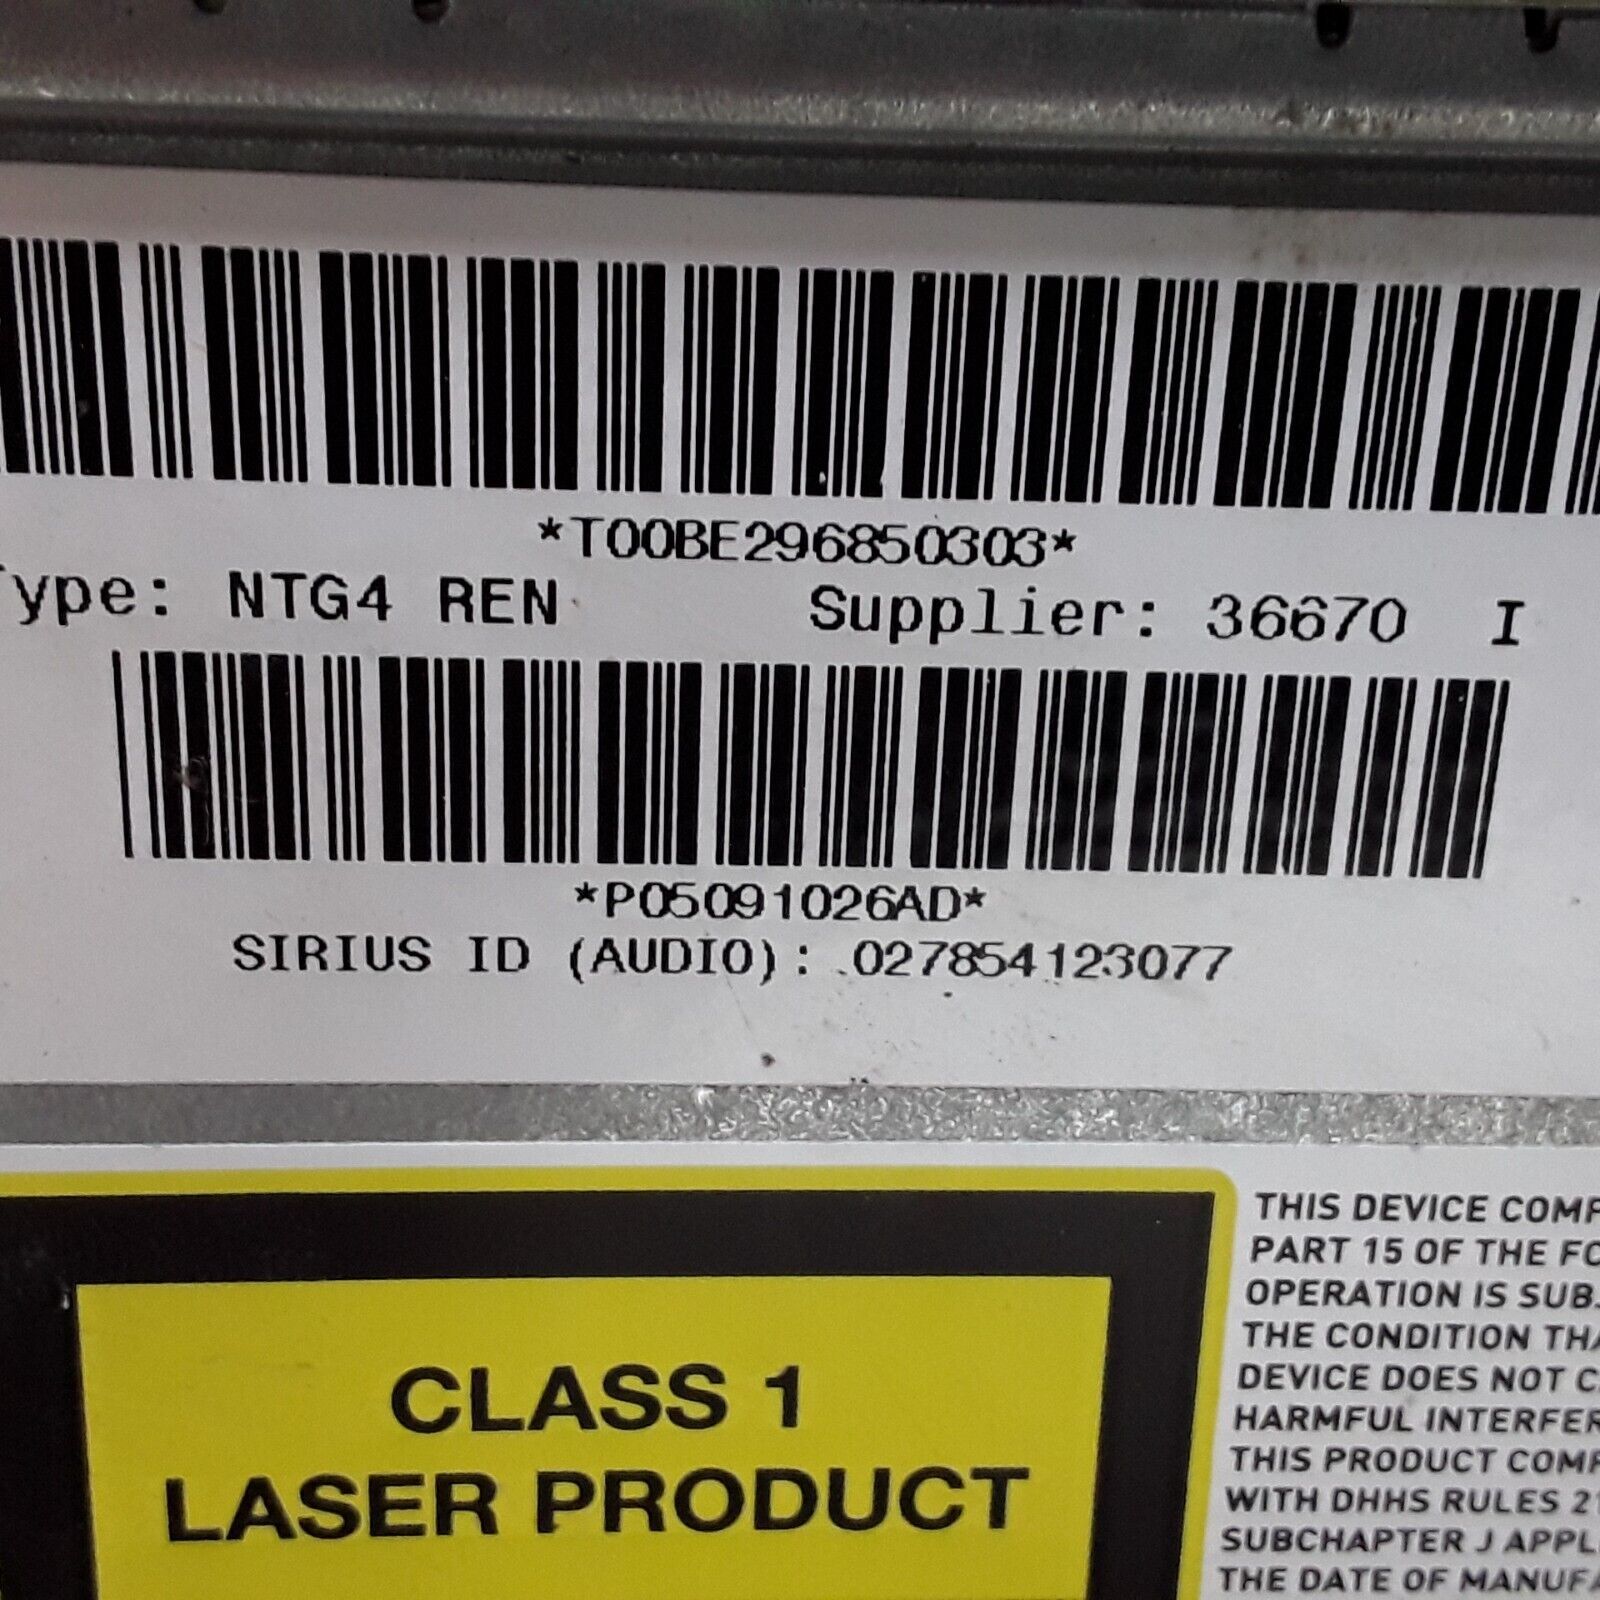 *T00BE296850303*
Type: NTG4 REN Supplier: 36670 I
*P05091026AD*
SIRIUS ID (AUDIO): 027854123077
CLASS 1
LASER PRODUCT
THIS DEVICE COMP
PART 15 OF THE FC
OPERATION IS SUBJ
THE CONDITION THA
DEVICE DOES NOT C
HARMFUL INTERFER
THIS PRODUCT COMP
WITH DHHS RULES 21
SUBCHAPTER J APPL
THE DATE OF MANUFA